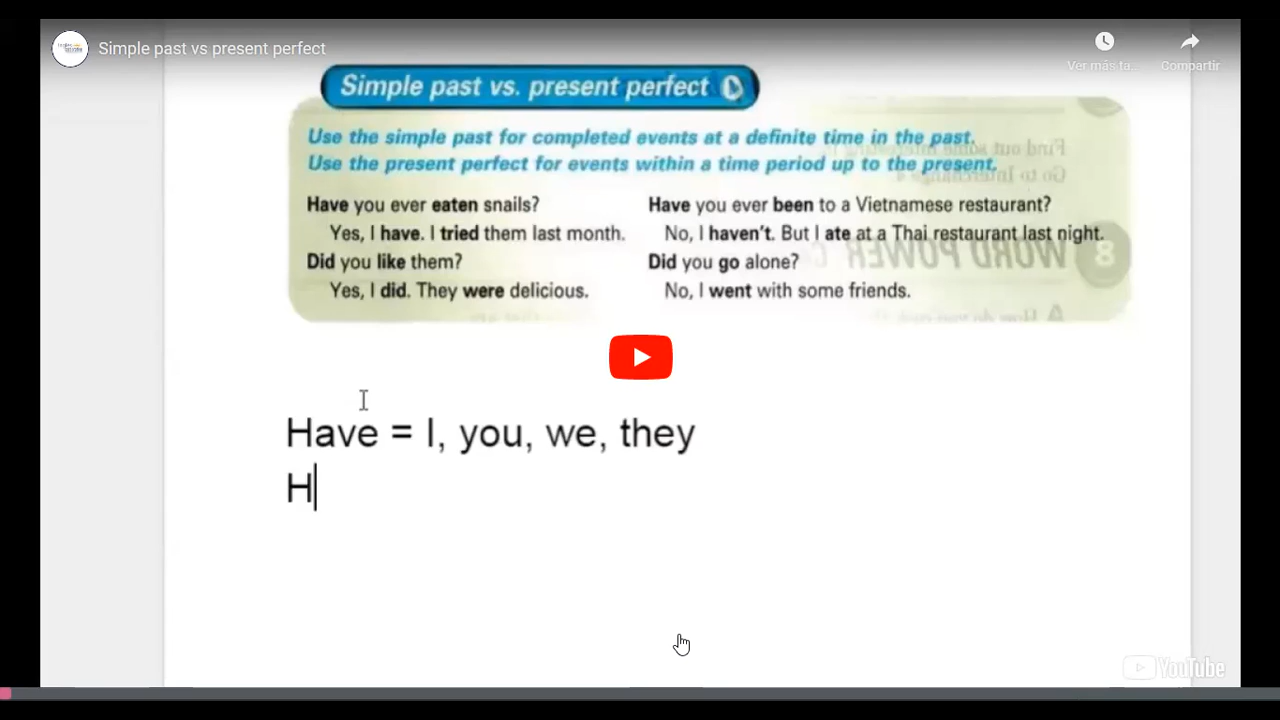 Simple past vs present perfect
Ver más ta...
Compartir
Simple past vs. present perfect
Use the simple past for completed events at a definite time in the past.
Use the present perfect for events within a time period up to the present.
Have you ever eaten snails?
Yes, I have. I tried them last month.
Did you like them?
Yes, I did. They were delicious.
Have you ever been to a Vietnamese restaurant?
No, I haven't. But I ate at a Thai restaurant last night.
Did you go alone?
No, I went with some friends.
WORD POWER
8
Have = I, you, we, they
H
YouTube